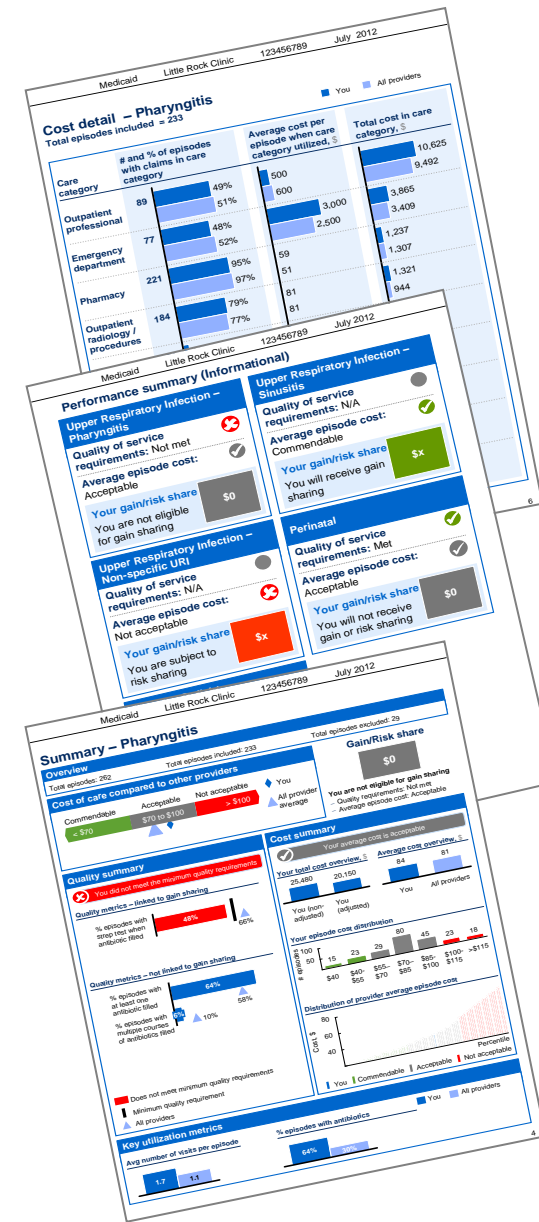 Medicaid Little Rock Clinic 123456789 July 2012
Cost detail – Pharyngitis
Total episodes included = 233
You All providers
Care category
# and % of episodes with claims in care category
Average cost per episode when care category utilized, $
Total cost in care category, $
Outpatient professional
89
49%
51%
500
600
10,625
9,492
Emergency department
77
48%
52%
3,000
2,500
3,865
3,409
Pharmacy
221
95%
97%
59
51
1,237
1,307
Outpatient radiology / procedures
184
79%
77%
81
81
1,321
944
6
Medicaid Little Rock Clinic 123456789 July 2012
Performance summary (Informational)
Upper Respiratory Infection –
Pharyngitis
Quality of service
requirements: Not met
Average episode cost:
Acceptable
Your gain/risk share
You are not eligible
for gain sharing
$0
Upper Respiratory Infection –
Sinusitis
Quality of service
requirements: N/A
Average episode cost:
Commendable
Your gain/risk share
You will receive gain
sharing
$x
Upper Respiratory Infection –
Non-specific URI
Quality of service
requirements: N/A
Average episode cost:
Not acceptable
Your gain/risk share
You are subject to
risk sharing
$x
Perinatal
Quality of service
requirements: Met
Average episode cost:
Acceptable
Your gain/risk share
You will not receive
gain or risk sharing
$0
Medicaid Little Rock Clinic 123456789 July 2012
Summary – Pharyngitis
Overview
Total episodes: 262 Total episodes included: 233 Total episodes excluded: 29
Cost of care compared to other providers
Commendable Acceptable Not acceptable
< $70 $70 to $100 > $100
You
All provider
average
Gain/Risk share
$0
You are not eligible for gain sharing
– Quality requirements: Not met
– Average episode cost: Acceptable
Quality summary
You did not meet the minimum quality requirements
Quality metrics – linked to gain sharing
% episodes with
strep test when
antibiotic filled
48%
66%
Quality metrics – not linked to gain sharing
% episodes with
at least one
antibiotic filled
64%
58%
% episodes with
multiple courses
of antibiotics filled
6%
10%
Does not meet minimum quality requirements
Minimum quality requirement
All providers
Cost summary
Your average cost is acceptable
Your total cost overview, $
25,480 20,150
You (non-
adjusted)
You
(adjusted)
Average cost overview, $
84 81
You All providers
Your episode cost distribution
# episodes
100
50
0
15 23 29 80 45 23 18
$40
$40-
$55
$55–
$70
$70–
$85
$85-
$100
$100-
$115
>$115
Distribution of provider average episode cost
Cost, $
80
60
40
Percentile
You Commendable Acceptable Not acceptable
Key utilization metrics
You All providers
Avg number of visits per episode
1.7 1.1
% episodes with antibiotics
64%
4